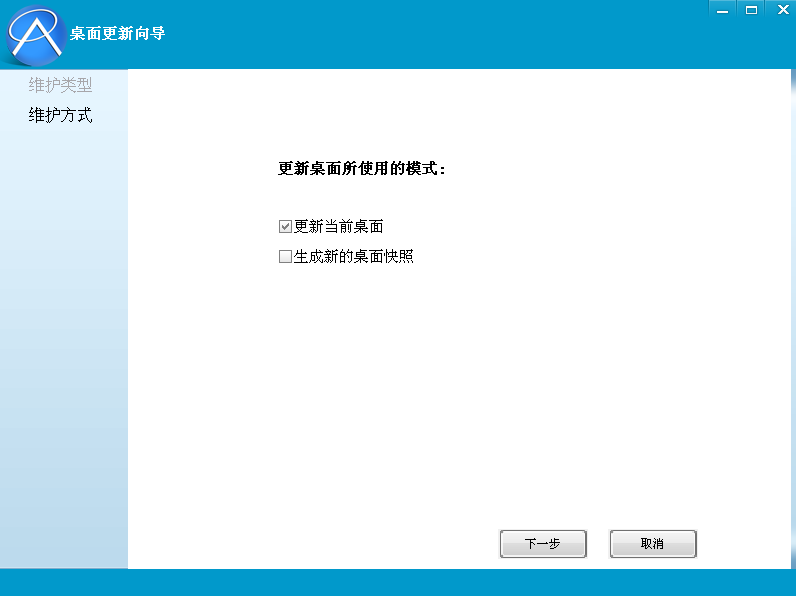 桌面更新向导
维护类型
维护方式
更新桌面所使用的模式：
更新当前桌面
生成新的桌面快照
下一步
取消